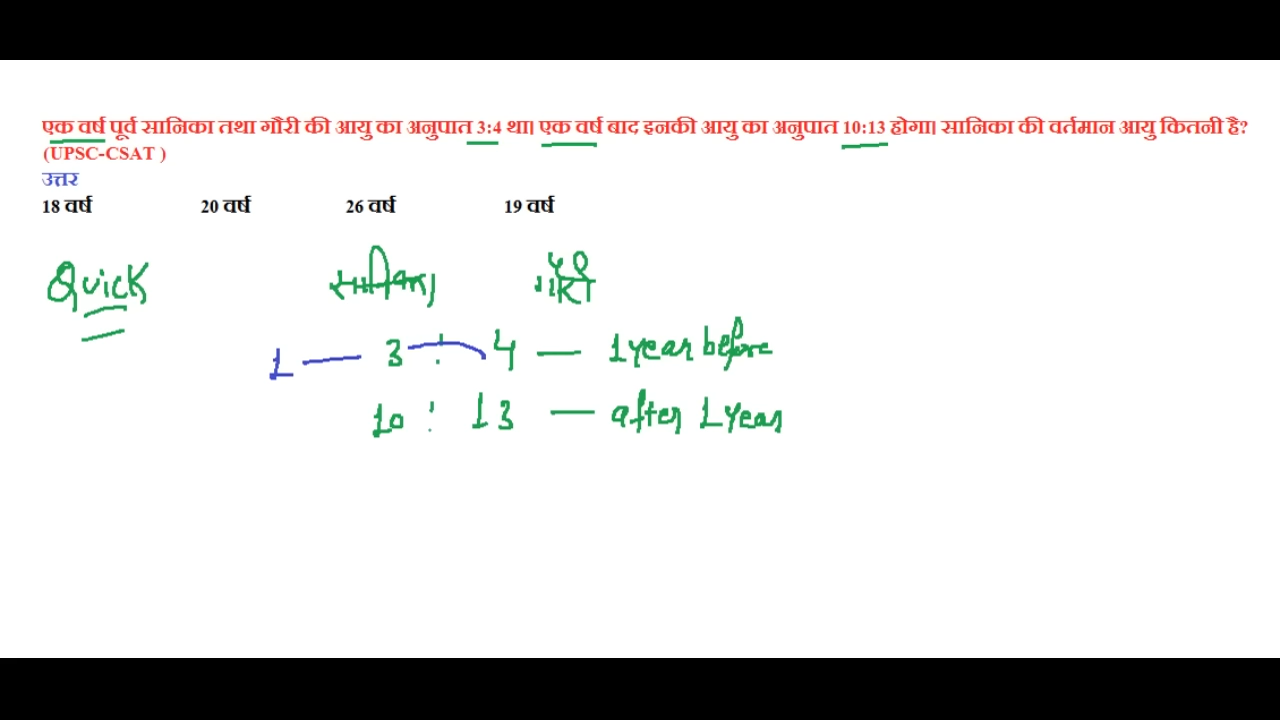 एक वर्ष पूर्व सानिका तथा गौरी की आयु का अनुपात 3:4 था। एक वर्ष बाद इनकी आयु का अनुपात 10:13 होगा। सानिका की वर्तमान आयु कितनी है?
(UPSC-CSAT )
उत्तर
18 वर्ष 20 वर्ष 26 वर्ष 19 वर्ष
Quick सानिका गौरी
1 — 3 : 4 — 1 year before
10 : 13 — after 1 year